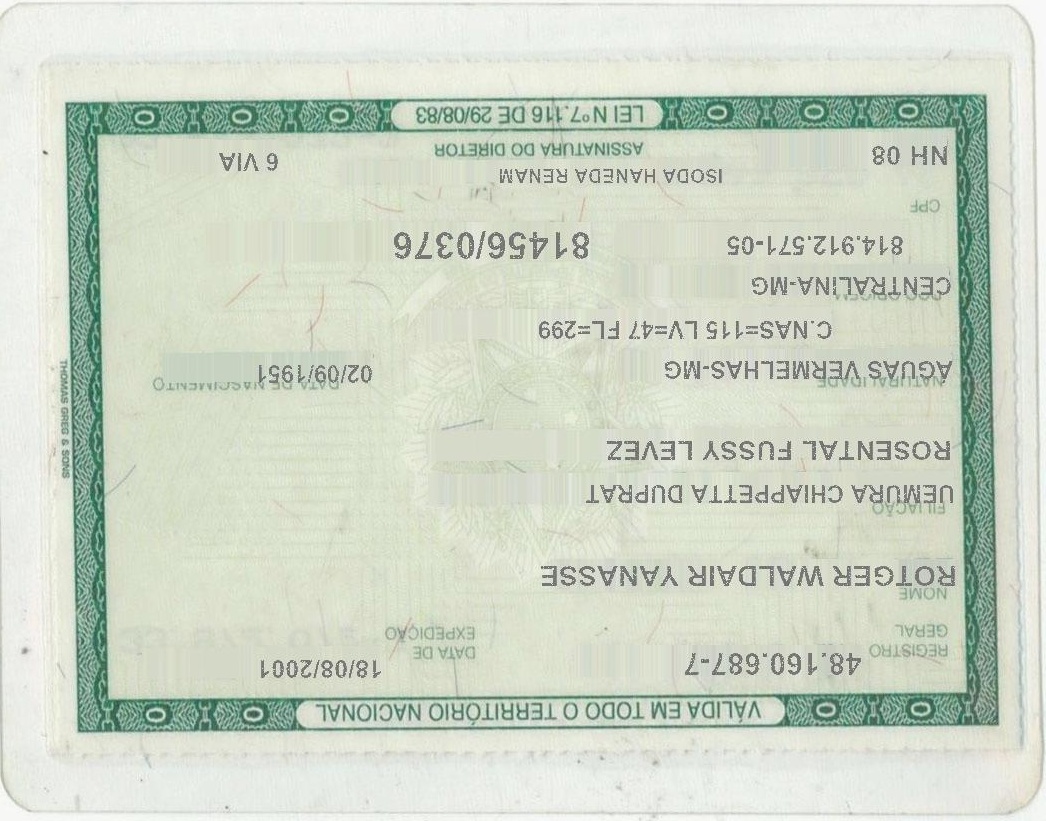 VÁLIDA EM TODO O TERRITÓRIO NACIONAL
REGISTRO GERAL 48.160.687-7 DATA DE EXPEDIÇÃO 18/08/2001
NOME
ROTGER WALDAIR YANASSE
FILIAÇÃO
UEMURA CHIAPPETTA DUPRAT
ROSENTAL FUSSY LEVEZ
NATURALIDADE DATA DE NASCIMENTO
ÁGUAS VERMELHAS-MG 02/09/1951
C.NAS=115 LV=47 FL=299
DOC ORIGEM
CENTRALINA-MG
814.912.571-05 81456/0376
CPF
ISODA HANEDA RENAM
NH 08 ASSINATURA DO DIRETOR 6 VIA
LEI Nº7.116 DE 29/08/83
THOMAS GREG & SONS